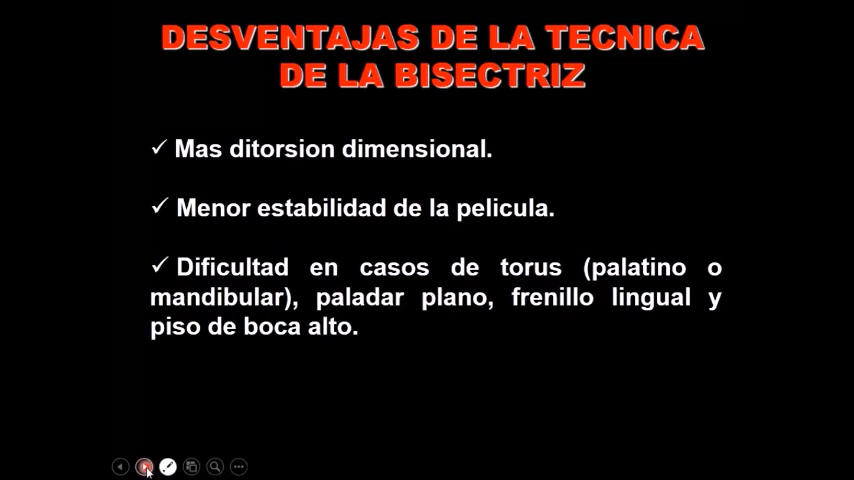 DESVENTAJAS DE LA TECNICA
DE LA BISECTRIZ
✓ Mas ditorsion dimensional.
✓ Menor estabilidad de la pelicula.
✓ Dificultad en casos de torus (palatino o
mandibular), paladar plano, frenillo lingual y
piso de boca alto.